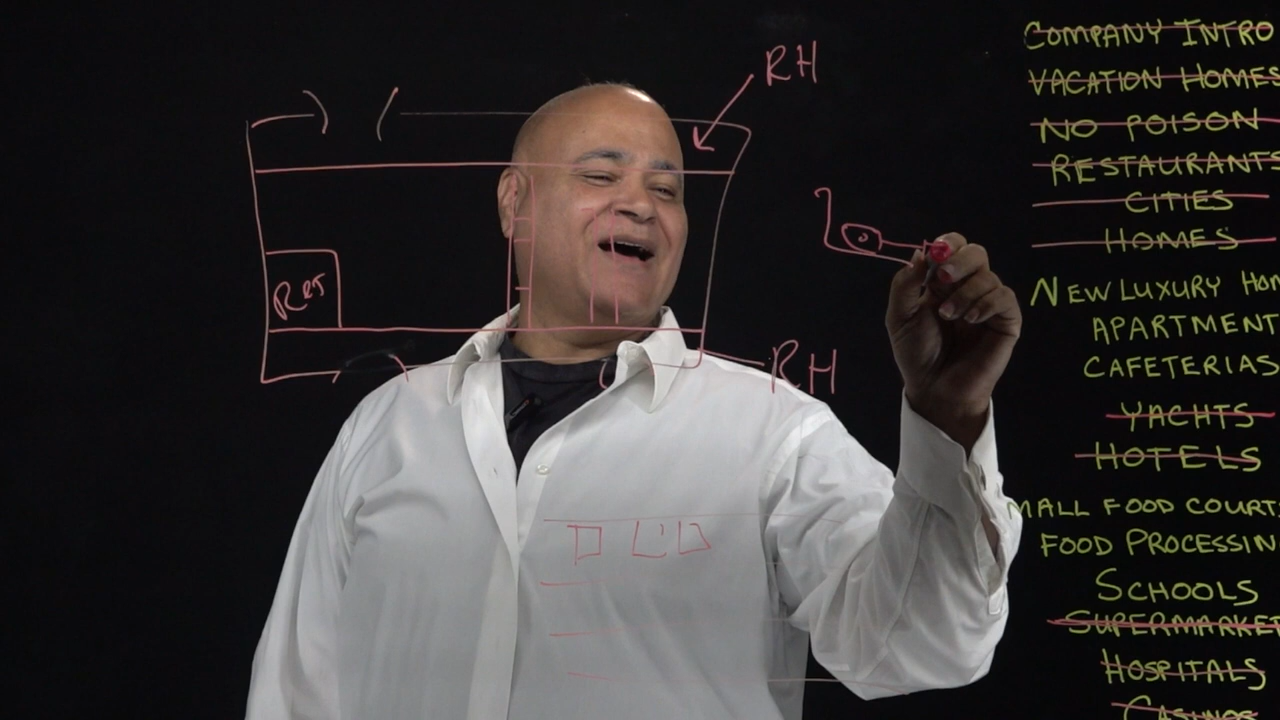 RH
RH
COMPANY INTRO
VACATION HOMES
NO POISON
RESTAURANTS
CITIES
HOMES
NEW LUXURY HOM
APARTMENT
CAFETERIAS
YACHTS
HOTELS
MALL FOOD COURT
FOOD PROCESSIN
SCHOOLS
SUPERMARKET
HOSPITALS
CASINOS